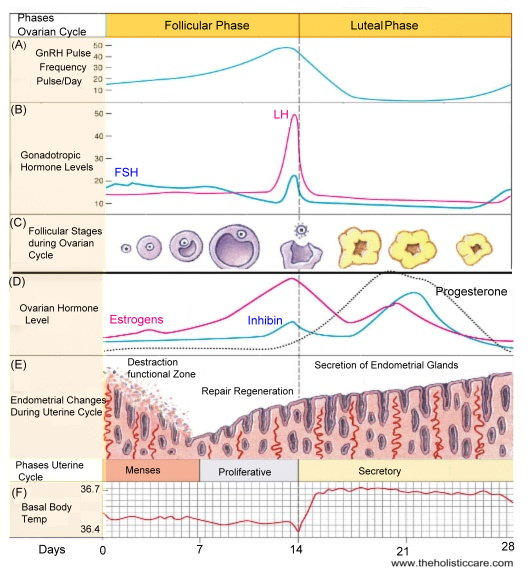 Phases
Ovarian Cycle
Follicular Phase
Luteal Phase
(A)
GnRH Pulse
Frequency
Pulse/Day
50
40
30
20
10
(B)
Gonadotropic
Hormone Levels
50
40
30
20
10
LH
FSH
(C)
Follicular Stages
during Ovarian
Cycle
(D)
Ovarian Hormone
Level
Estrogens
Inhibin
Progesterone
(E)
Endometrial Changes
During Uterine Cycle
Destraction
functional Zone
Repair Regeneration
Secretion of Endometrial Glands
Phases Uterine
Cycle
Menses
Proliferative
Secretory
(F)
Basal Body
Temp
36.7
36.4
Days
0
7
14
21
28
www.theholisticcare.com